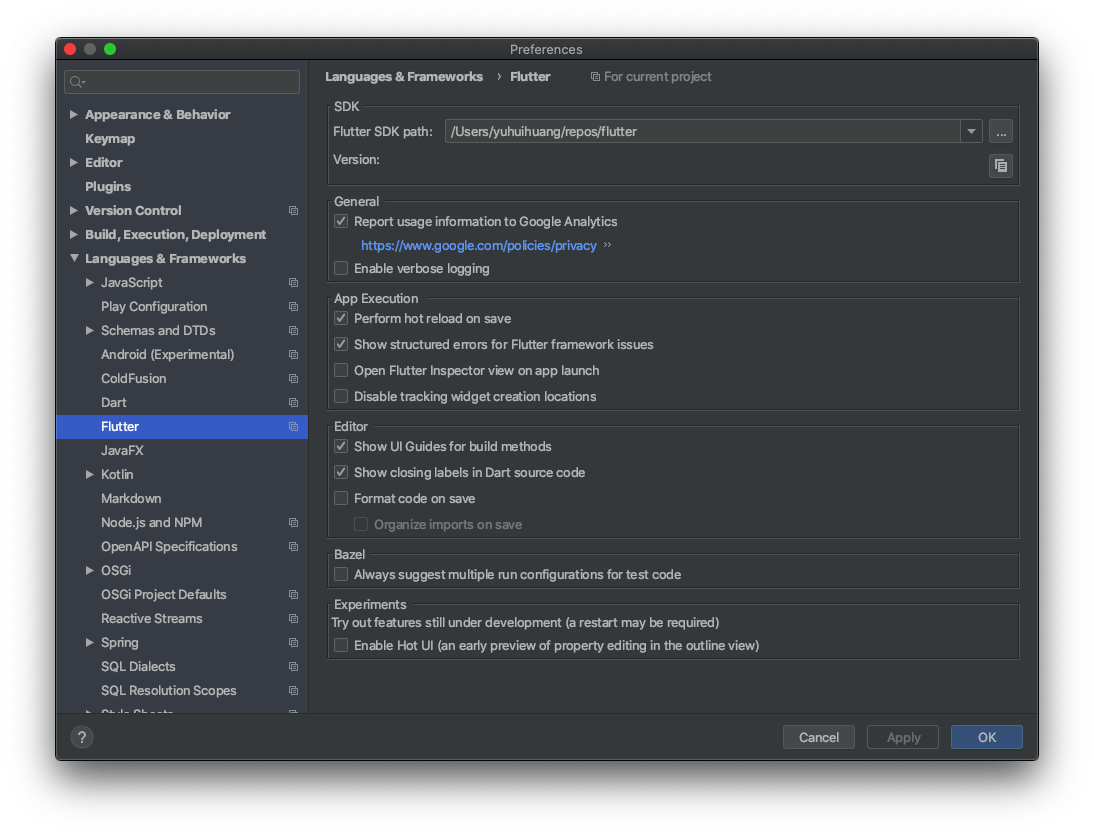 Preferences
Appearance & Behavior
Keymap
Editor
Plugins
Version Control
Build, Execution, Deployment
Languages & Frameworks
JavaScript
Play Configuration
Schemas and DTDs
Android (Experimental)
ColdFusion
Dart
Flutter
JavaFX
Kotlin
Markdown
Node.js and NPM
OpenAPI Specifications
OSGi
OSGi Project Defaults
Reactive Streams
Spring
SQL Dialects
SQL Resolution Scopes
Style Sheets
Languages & Frameworks › Flutter For current project
SDK
Flutter SDK path: /Users/yuhuihuang/repos/flutter ...
Version:
General
Report usage information to Google Analytics
https://www.google.com/policies/privacy »
Enable verbose logging
App Execution
Perform hot reload on save
Show structured errors for Flutter framework issues
Open Flutter Inspector view on app launch
Disable tracking widget creation locations
Editor
Show UI Guides for build methods
Show closing labels in Dart source code
Format code on save
Organize imports on save
Bazel
Always suggest multiple run configurations for test code
Experiments
Try out features still under development (a restart may be required)
Enable Hot UI (an early preview of property editing in the outline view)
? Cancel Apply OK